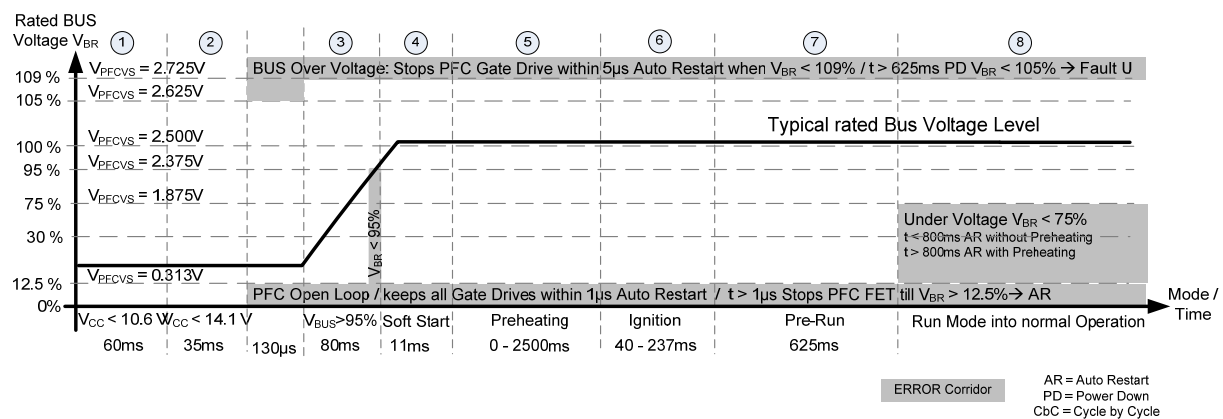 Rated BUS
Voltage V_BR
1 2 3 4 5 6 7 8
109 %
105 %
100 %
95 %
75 %
30 %
12.5 %
0%
V_PFCVS = 2.725V
V_PFCVS = 2.625V
V_PFCVS = 2.500V
V_PFCVS = 2.375V
V_PFCVS = 1.875V
V_PFCVS = 0.313V
BUS Over Voltage: Stops PFC Gate Drive within 5µs Auto Restart when V_BR < 109% / t > 625ms PD V_BR < 105% → Fault U
Typical rated Bus Voltage Level
V_BR < 95%
Under Voltage V_BR < 75%
t < 800ms AR without Preheating
t > 800ms AR with Preheating
PFC Open Loop / keeps all Gate Drives within 1µs Auto Restart / t > 1µs Stops PFC FET till V_BR > 12.5% → AR
Mode /
Time
V_CC < 10.6 V V_CC < 14.1 V V_BUS>95% Soft Start Preheating Ignition Pre-Run Run Mode into normal Operation
60ms 35ms 130µs 80ms 11ms 0 - 2500ms 40 - 237ms 625ms
ERROR Corridor
AR = Auto Restart
PD = Power Down
CbC = Cycle by Cycle